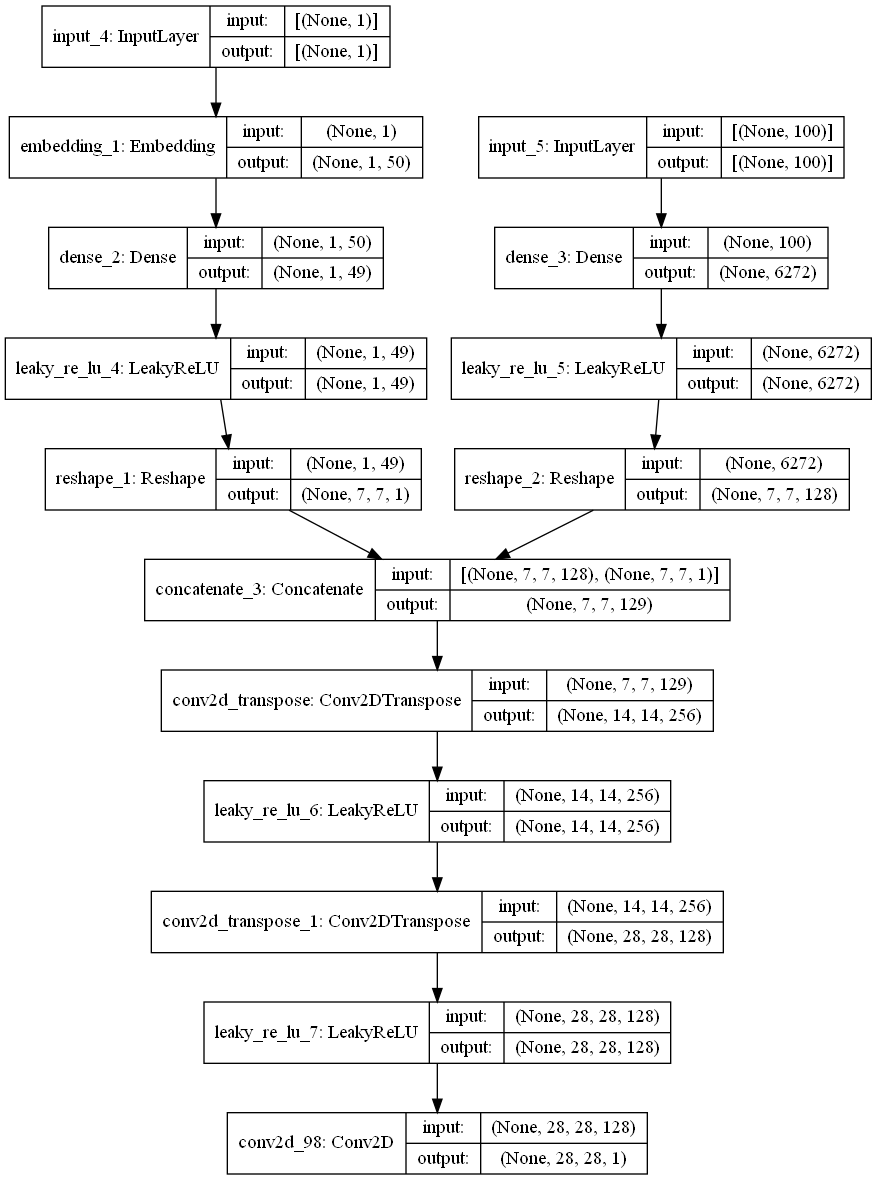 input_4: InputLayer
input: [(None, 1)]
output: [(None, 1)]
embedding_1: Embedding
input: (None, 1)
output: (None, 1, 50)
input_5: InputLayer
input: [(None, 100)]
output: [(None, 100)]
dense_2: Dense
input: (None, 1, 50)
output: (None, 1, 49)
dense_3: Dense
input: (None, 100)
output: (None, 6272)
leaky_re_lu_4: LeakyReLU
input: (None, 1, 49)
output: (None, 1, 49)
leaky_re_lu_5: LeakyReLU
input: (None, 6272)
output: (None, 6272)
reshape_1: Reshape
input: (None, 1, 49)
output: (None, 7, 7, 1)
reshape_2: Reshape
input: (None, 6272)
output: (None, 7, 7, 128)
concatenate_3: Concatenate
input: [(None, 7, 7, 128), (None, 7, 7, 1)]
output: (None, 7, 7, 129)
conv2d_transpose: Conv2DTranspose
input: (None, 7, 7, 129)
output: (None, 14, 14, 256)
leaky_re_lu_6: LeakyReLU
input: (None, 14, 14, 256)
output: (None, 14, 14, 256)
conv2d_transpose_1: Conv2DTranspose
input: (None, 14, 14, 256)
output: (None, 28, 28, 128)
leaky_re_lu_7: LeakyReLU
input: (None, 28, 28, 128)
output: (None, 28, 28, 128)
conv2d_98: Conv2D
input: (None, 28, 28, 128)
output: (None, 28, 28, 1)